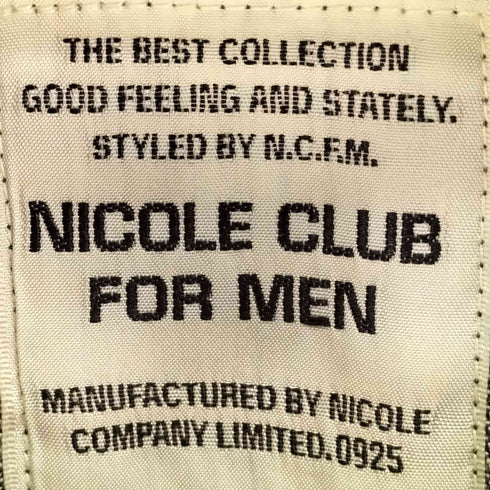 THE BEST COLLECTION
GOOD FEELING AND STATELY.
STYLED BY N.C.F.M.
NICOLE CLUB
FOR MEN
MANUFACTURED BY NICOLE
COMPANY LIMITED.0925